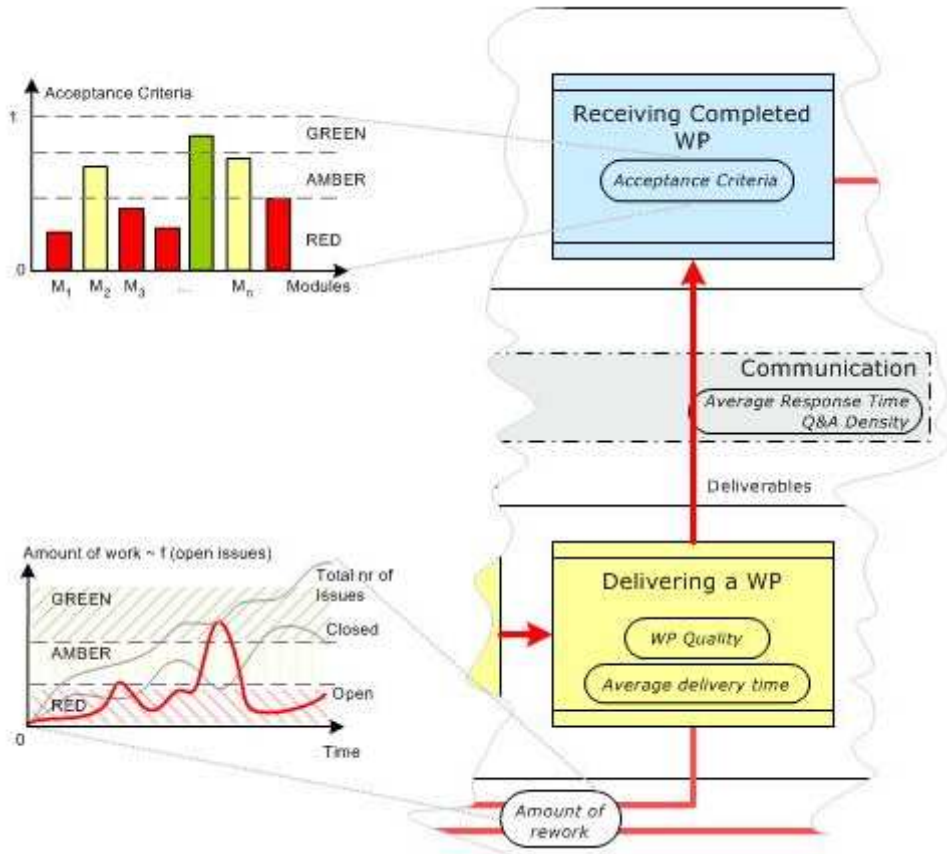 Acceptance Criteria
1
GREEN
AMBER
RED
0
M1 M2 M3 ... Mn Modules
Receiving Completed
WP
Acceptance Criteria
Communication
Average Response Time
Q&A Density
Deliverables
Amount of work ~ f (open issues)
GREEN
AMBER
RED
0
Time
Total nr of
Issues
Closed
Open
Delivering a WP
WP Quality
Average delivery time
Amount of
rework